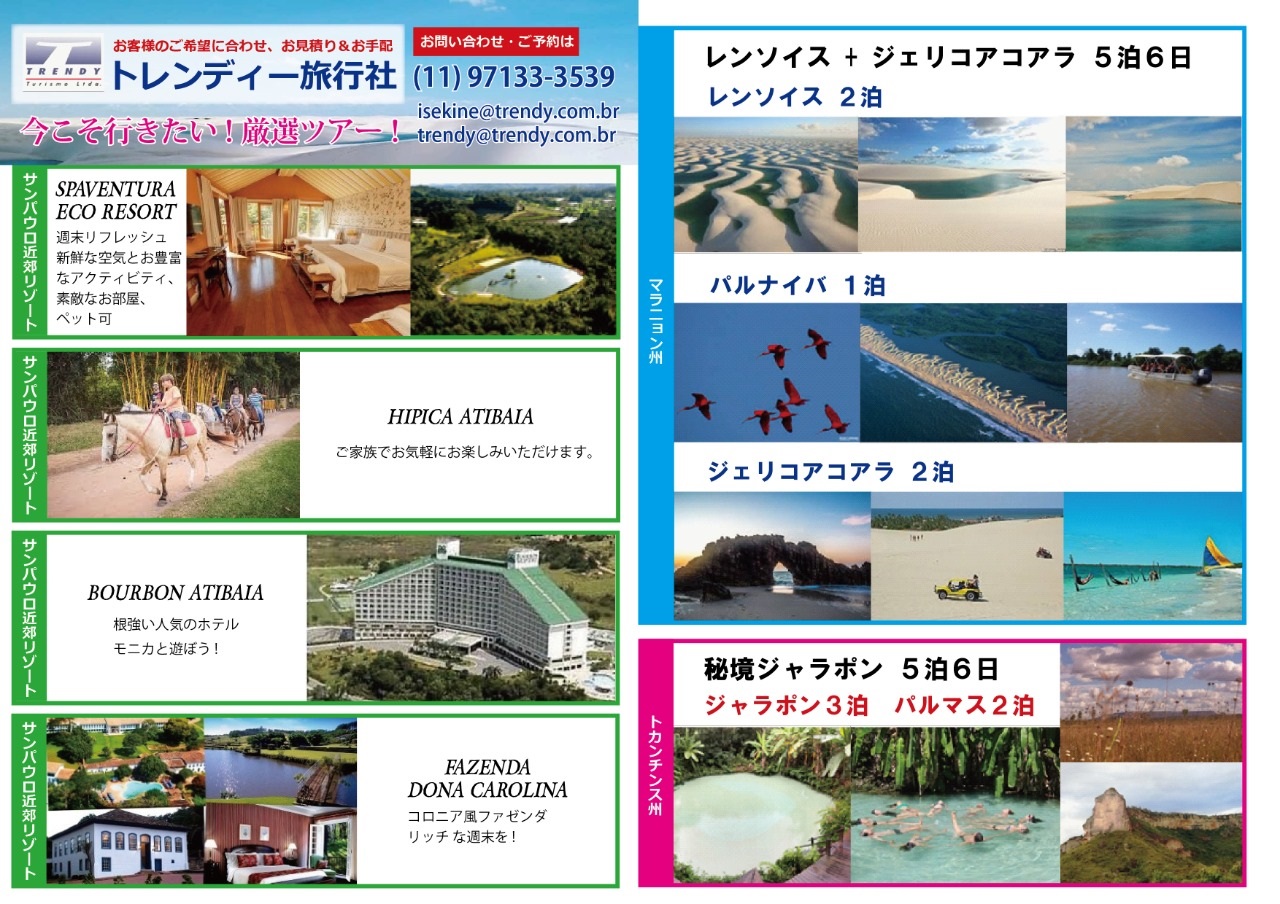 TRENDY
Turismo Ltda.
お客様のご希望に合わせ、お見積り＆お手配
トレンディー旅行社
今こそ行きたい！厳選ツアー！
お問い合わせ・ご予約は
(11) 97133-3539
isekine@trendy.com.br
trendy@trendy.com.br
サンパウロ近郊リゾート
SPAVENTURA
ECO RESORT
週末リフレッシュ
新鮮な空気とお豊富
なアクティビティ、
素敵なお部屋、
ペット可
サンパウロ近郊リゾート
HIPICA ATIBAIA
ご家族でお気軽にお楽しみいただけます。
サンパウロ近郊リゾート
BOURBON ATIBAIA
根強い人気のホテル
モニカと遊ぼう！
サンパウロ近郊リゾート
FAZENDA
DONA CAROLINA
コロニア風ファゼンダ
リッチな週末を！
マラニョン州
レンソイス + ジェリコアコアラ ５泊６日
レンソイス ２泊
パルナイバ １泊
ジェリコアコアラ ２泊
トカンチンス州
秘境ジャラポン ５泊６日
ジャラポン３泊　パルマス２泊